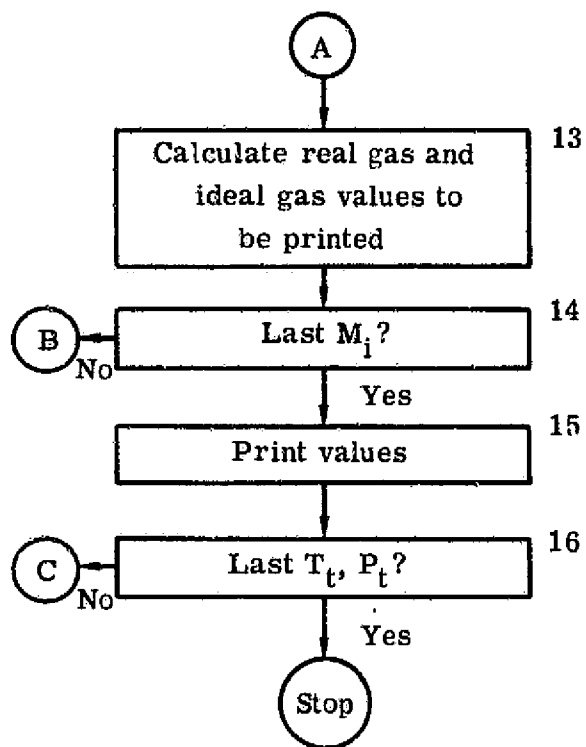 A
13
Calculate real gas and
ideal gas values to
be printed
14
Last M_i?
B
No
Yes
15
Print values
16
Last T_t, P_t?
C
No
Yes
Stop